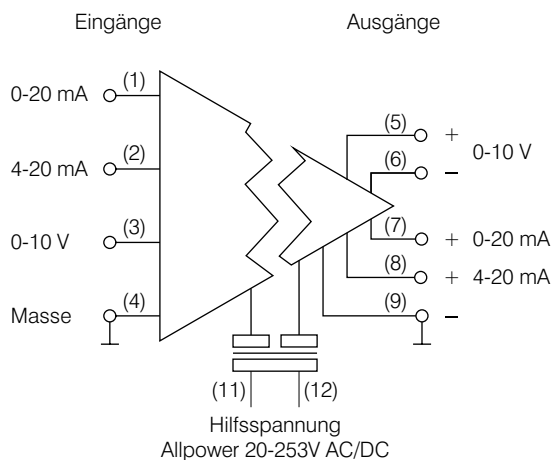 Eingänge
Ausgänge
0-20 mA
(1)
4-20 mA
(2)
0-10 V
(3)
Masse
(4)
(5)
+
0-10 V
(6)
–
(7)
+ 0-20 mA
(8)
+ 4-20 mA
(9)
–
(11)
(12)
Hilfsspannung
Allpower 20-253V AC/DC